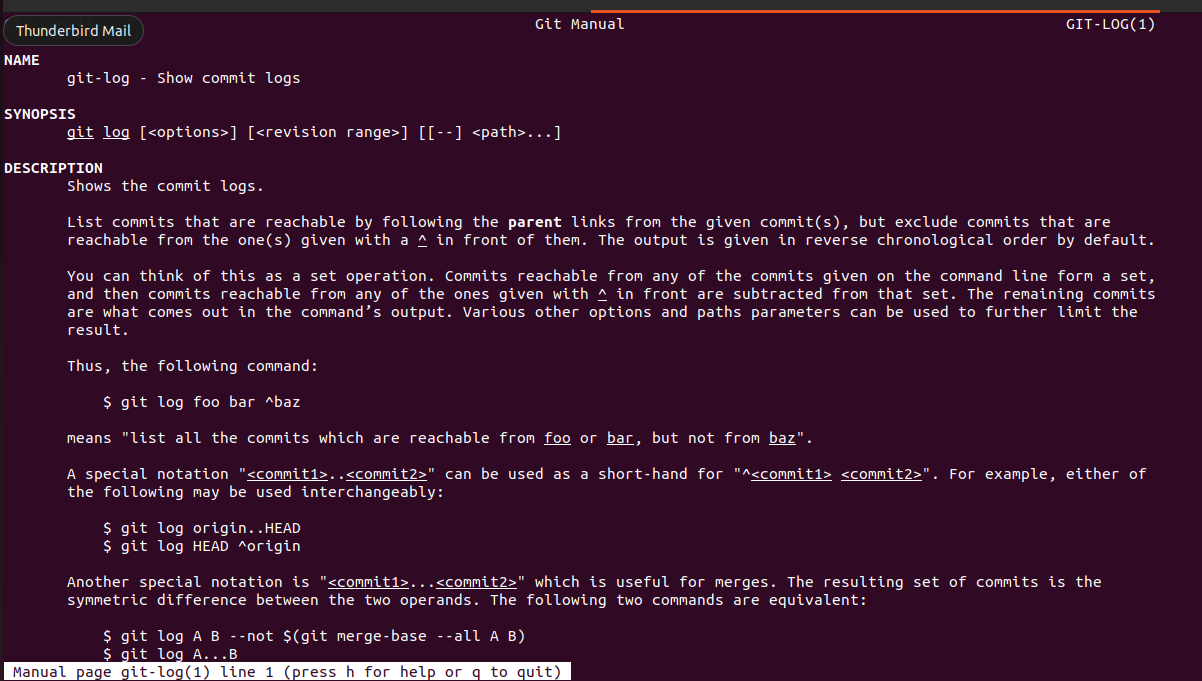 Git Manual GIT-LOG(1)
Thunderbird Mail
NAME
git-log - Show commit logs
SYNOPSIS
git log [<options>] [<revision range>] [[--] <path>...]
DESCRIPTION
Shows the commit logs.
List commits that are reachable by following the parent links from the given commit(s), but exclude commits that are
reachable from the one(s) given with a ^ in front of them. The output is given in reverse chronological order by default.
You can think of this as a set operation. Commits reachable from any of the commits given on the command line form a set,
and then commits reachable from any of the ones given with ^ in front are subtracted from that set. The remaining commits
are what comes out in the command’s output. Various other options and paths parameters can be used to further limit the
result.
Thus, the following command:
$ git log foo bar ^baz
means "list all the commits which are reachable from foo or bar, but not from baz".
A special notation "<commit1>..<commit2>" can be used as a short-hand for "^<commit1> <commit2>". For example, either of
the following may be used interchangeably:
$ git log origin..HEAD
$ git log HEAD ^origin
Another special notation is "<commit1>...<commit2>" which is useful for merges. The resulting set of commits is the
symmetric difference between the two operands. The following two commands are equivalent:
$ git log A B --not $(git merge-base --all A B)
$ git log A...B
Manual page git-log(1) line 1 (press h for help or q to quit)